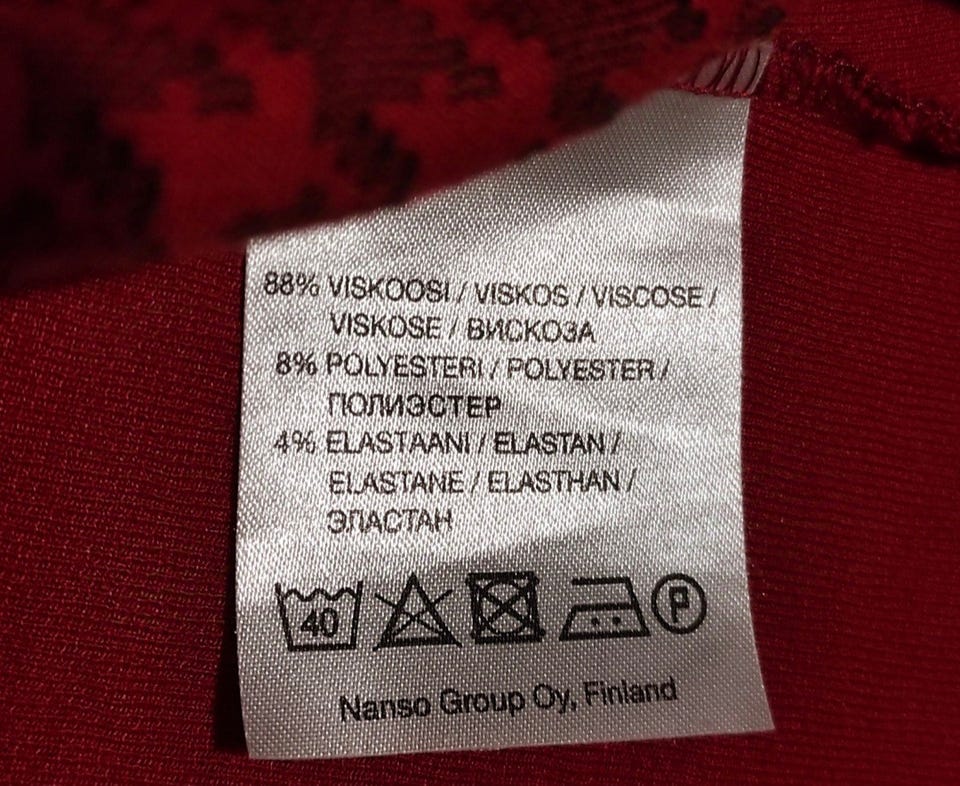 88% VISKOOSI / VISKOS / VISCOSE /
VISKOSE / ВИСКОЗА
8% POLYESTERI / POLYESTER /
ПОЛИЭСТЕР
4% ELASTAANI / ELASTAN /
ELASTANE / ELASTHAN /
ЭЛАСТАН
40 P
Nanso Group Oy, Finland